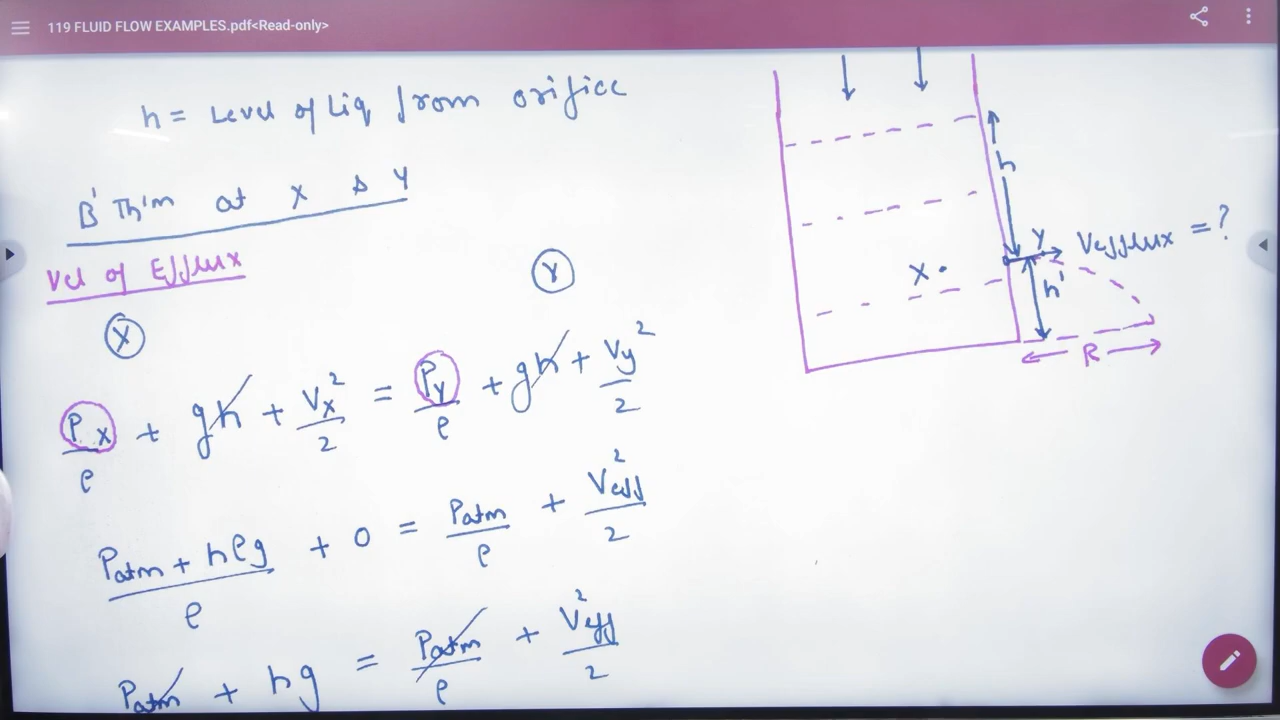 119 FLUID FLOW EXAMPLES.pdf<Read-only>
h = Level of Liq from orifice
B' Th'm at X & Y
Vel of Efflux
X
Y
Px/ρ + gh + Vx²/2 = Py/ρ + gh + Vy²/2
Patm + hρg/ρ + 0 = Patm/ρ + Veff²/2
Patm + hg = Patm/ρ + Veff²/2
h
Y
Vefflux = ?
X
h'
R